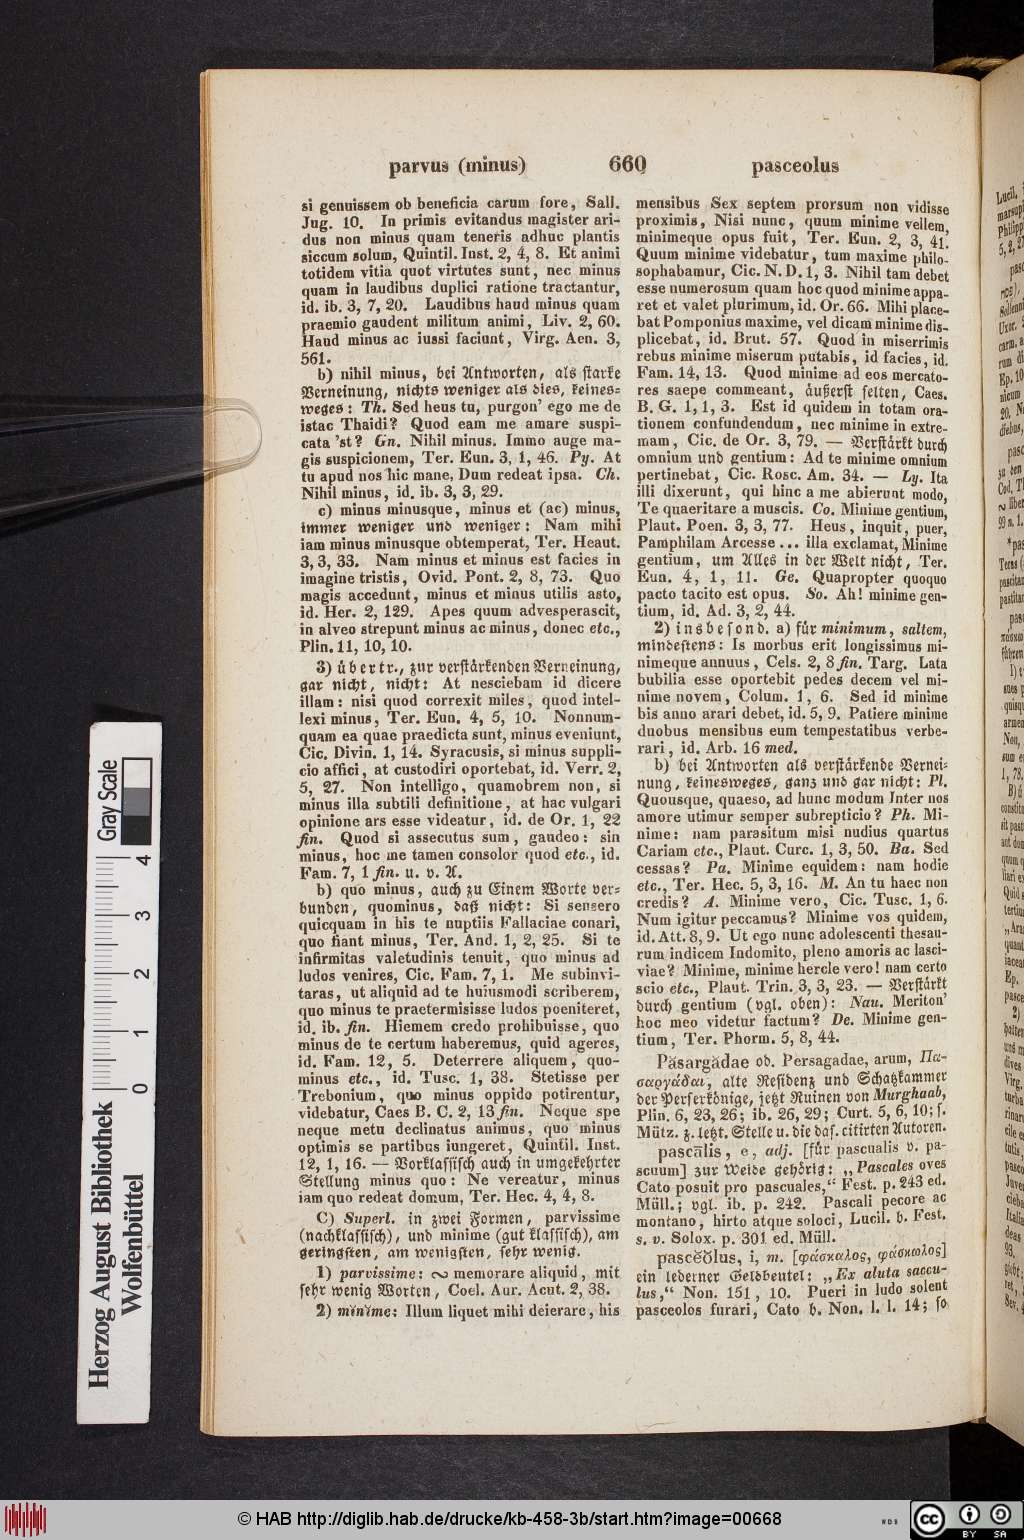 parvus (minus) 660 pasceolus
si genuissem ob beneficia carum fore, Sall.
Jug. 10. In primis evitandus magister ari-
dus non minus quam teneris adhuc plantis
siccum solum, Quintil. Inst. 2, 4, 8. Et animi
totidem vitia quot virtutes sunt, nec minus
quam in laudibus duplici ratione tractantur,
id. ib. 3, 7, 20. Laudibus haud minus quam
praemio gaudent militum animi, Liv. 2, 60.
Haud minus ac iussi faciunt, Virg. Aen. 3,
561.
b) nihil minus, bei Antworten, als starke
Verneinung, nichts weniger als dies, keines=
weges: Th. Sed heus tu, purgon' ego me de
istac Thaidi? Quod eam me amare suspi-
cata 'st? Gn. Nihil minus. Immo auge ma-
gis suspicionem, Ter. Eun. 3, 1, 46. Py. At
tu apud nos hic mane, Dum redeat ipsa. Ch.
Nihil minus, id. ib. 3, 3, 29.
c) minus minusque, minus et (ac) minus,
immer weniger und weniger: Nam mihi
iam minus minusque obtemperat, Ter. Heaut.
3, 3, 33. Nam minus et minus est facies in
imagine tristis, Ovid. Pont. 2, 8, 73. Quo
magis accedunt, minus et minus utilis asto,
id. Her. 2, 129. Apes quum advesperascit,
in alveo strepunt minus ac minus, donec etc.,
Plin. 11, 10, 10.
3) übertr., zur verstärkenden Verneinung,
gar nicht, nicht: At nesciebam id dicere
illam: nisi quod correxit miles, quod intel-
lexi minus, Ter. Eun. 4, 5, 10. Nonnum-
quam ea quae praedicta sunt, minus eveniunt,
Cic. Divin. 1, 14. Syracusis, si minus suppli-
cio affici, at custodiri oportebat, id. Verr. 2,
5, 27. Non intelligo, quamobrem non, si
minus illa subtili definitione, at hac vulgari
opinione ars esse videatur, id. de Or. 1, 22
fin. Quod si assecutus sum, gaudeo: sin
minus, hoc me tamen consolor quod etc., id.
Fam. 7, 1 fin. u. v. A.
b) quo minus, auch zu Einem Worte ver=
bunden, quominus, daß nicht: Si sensero
quicquam in his te nuptiis Fallaciae conari,
quo fiant minus, Ter. And. 1, 2, 25. Si te
infirmitas valetudinis tenuit, quo minus ad
ludos venires, Cic. Fam. 7, 1. Me subinvi-
taras, ut aliquid ad te huiusmodi scriberem,
quo minus te praetermisisse ludos poeniteret,
id. ib. fin. Hiemem credo prohibuisse, quo
minus de te certum haberemus, quid ageres,
id. Fam. 12, 5. Deterrere aliquem, quo-
minus etc., id. Tusc. 1, 38. Stetisse per
Trebonium, quo minus oppido potirentur,
videbatur, Caes B. C. 2, 13 fin. Neque spe
neque metu declinatus animus, quo minus
optimis se partibus iungeret, Quintil. Inst.
12, 1, 16. — Vorklassisch auch in umgekehrter
Stellung minus quo: Ne vereatur, minus
iam quo redeat domum, Ter. Hec. 4, 4, 8.
C) Superl. in zwei Formen, parvissime
(nachklassisch), und minime (gut klassisch), am
geringsten, am wenigsten, sehr wenig.
1) parvissime: ∾ memorare aliquid, mit
sehr wenig Worten, Coel. Aur. Acut. 2, 38.
2) minime: Illum liquet mihi deierare, his
mensibus Sex septem prorsum non vidisse
proximis, Nisi nunc, quum minime vellem,
minimeque opus fuit, Ter. Eun. 2, 3, 41.
Quum minime videbatur, tum maxime philo-
sophabamur, Cic. N. D. 1, 3. Nihil tam debet
esse numerosum quam hoc quod minime appa-
ret et valet plurimum, id. Or. 66. Mihi place-
bat Pomponius maxime, vel dicam minime dis-
plicebat, id. Brut. 57. Quod in miserrimis
rebus minime miserum putabis, id facies, id.
Fam. 14, 13. Quod minime ad eos mercato-
res saepe commeant, äußerst selten, Caes.
B. G. 1, 1, 3. Est id quidem in totam ora-
tionem confundendum, nec minime in extre-
mam, Cic. de Or. 3, 79. — Verstärkt durch
omnium und gentium: Ad te minime omnium
pertinebat, Cic. Rosc. Am. 34. — Ly. Ita
illi dixerunt, qui hinc a me abierunt modo,
Te quaeritare a muscis. Co. Minime gentium,
Plaut. Poen. 3, 3, 77. Heus, inquit, puer,
Pamphilam Arcesse ... illa exclamat, Minime
gentium, um Alles in der Welt nicht, Ter.
Eun. 4, 1, 11. Ge. Quapropter quoquo
pacto tacito est opus. So. Ah! minime gen-
tium, id. Ad. 3, 2, 44.
2) insbesond. a) für minimum, saltem,
mindestens: Is morbus erit longissimus mi-
nimeque annuus, Cels. 2, 8 fin. Targ. Lata
bubilia esse oportebit pedes decem vel mi-
nime novem, Colum. 1, 6. Sed id minime
bis anno arari debet, id. 5, 9. Patiere minime
duobus mensibus eum tempestatibus verbe-
rari, id. Arb. 16 med.
b) bei Antworten als verstärkende Vernei=
nung, keinesweges, ganz und gar nicht: Pl.
Quousque, quaeso, ad hunc modum Inter nos
amore utimur semper subrepticio? Ph. Mi-
nime: nam parasitum misi nudius quartus
Cariam etc., Plaut. Curc. 1, 3, 50. Ba. Sed
cessas? Pa. Minime equidem: nam hodie
etc., Ter. Hec. 5, 3, 16. M. An tu haec non
credis? A. Minime vero, Cic. Tusc. 1, 6.
Num igitur peccamus? Minime vos quidem,
id. Att. 8, 9. Ut ego nunc adolescenti thesau-
rum indicem Indomito, pleno amoris ac lasci-
viae? Minime, minime hercle vero! nam certo
scio etc., Plaut. Trin. 3, 3, 23. — Verstärkt
durch gentium (vgl. oben): Nau. Meriton'
hoc meo videtur factum? De. Minime gen-
tium, Ter. Phorm. 5, 8, 44.
Păsargădae od. Persagadae, arum, Πα-
σαργάδαι, alte Residenz und Schatzkammer
der Perserkönige, jetzt Ruinen von Murghaab,
Plin. 6, 23, 26; ib. 26, 29; Curt. 5, 6, 10; s.
Mütz. z. letzt. Stelle u. die das. citirten Autoren.
pascālis, e, adj. [für pascualis v. pa-
scuum] zur Weide gehörig: „Pascales oves
Cato posuit pro pascuales,“ Fest. p. 243 ed.
Müll.; vgl. ib. p. 242. Pascali pecore ac
montano, hirto atque soloci, Lucil. b. Fest.
s. v. Solox. p. 301 ed. Müll.
pascĕŏlus, i, m. [φάσκαλος, φάσκωλος]
ein lederner Geldbeutel: „Ex aluta saccu-
lus,“ Non. 151, 10. Pueri in ludo solent
pasceolos furari, Cato b. Non. l. l. 14; so
Herzog August Bibliothek
Wolfenbüttel
Gray Scale
0 1 2 3 4
© HAB http://diglib.hab.de/drucke/kb-458-3b/start.htm?image=00668
WDB
cc BY SA